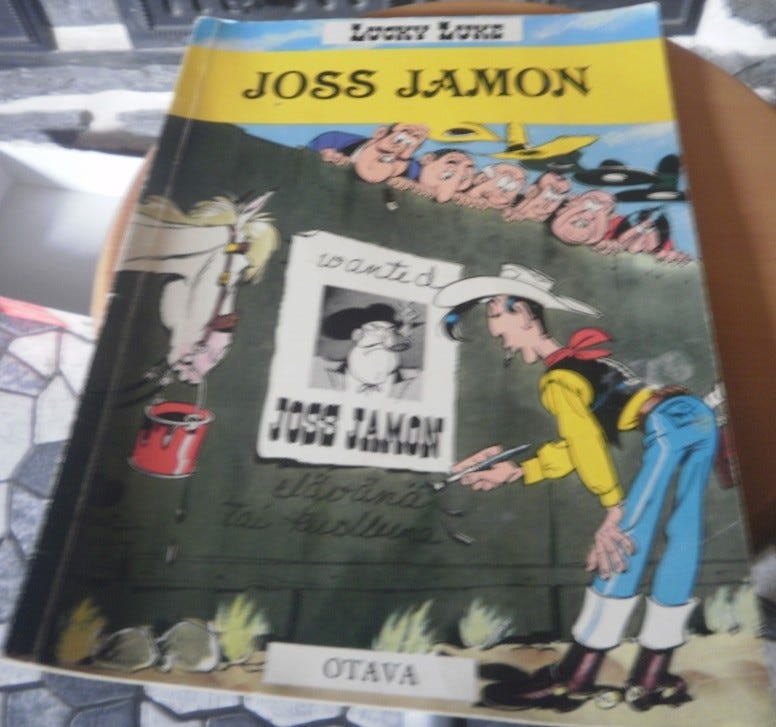 LUCKY LUKE
JOSS JAMON
wanted
JOSS JAMON
elävänä
tai kuolleena
OTAVA